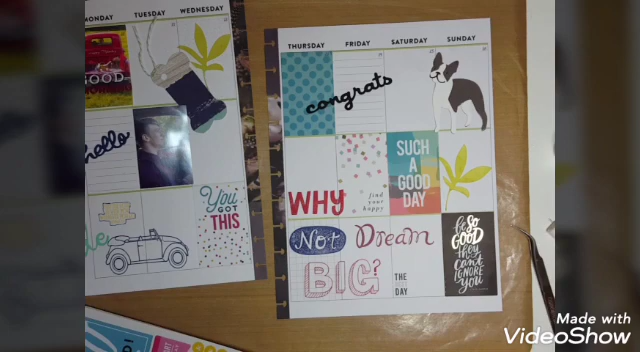 MONDAY TUESDAY WEDNESDAY
GOOD
hello
You
GOT
THIS
THURSDAY FRIDAY SATURDAY SUNDAY
congrats
WHY
find
your
happy
SUCH
A
GOOD
DAY
Not Dream
BIG?
THE
DAY
be SO
GOOD
they
can't
IGNORE
YOU
Made with
VideoShow